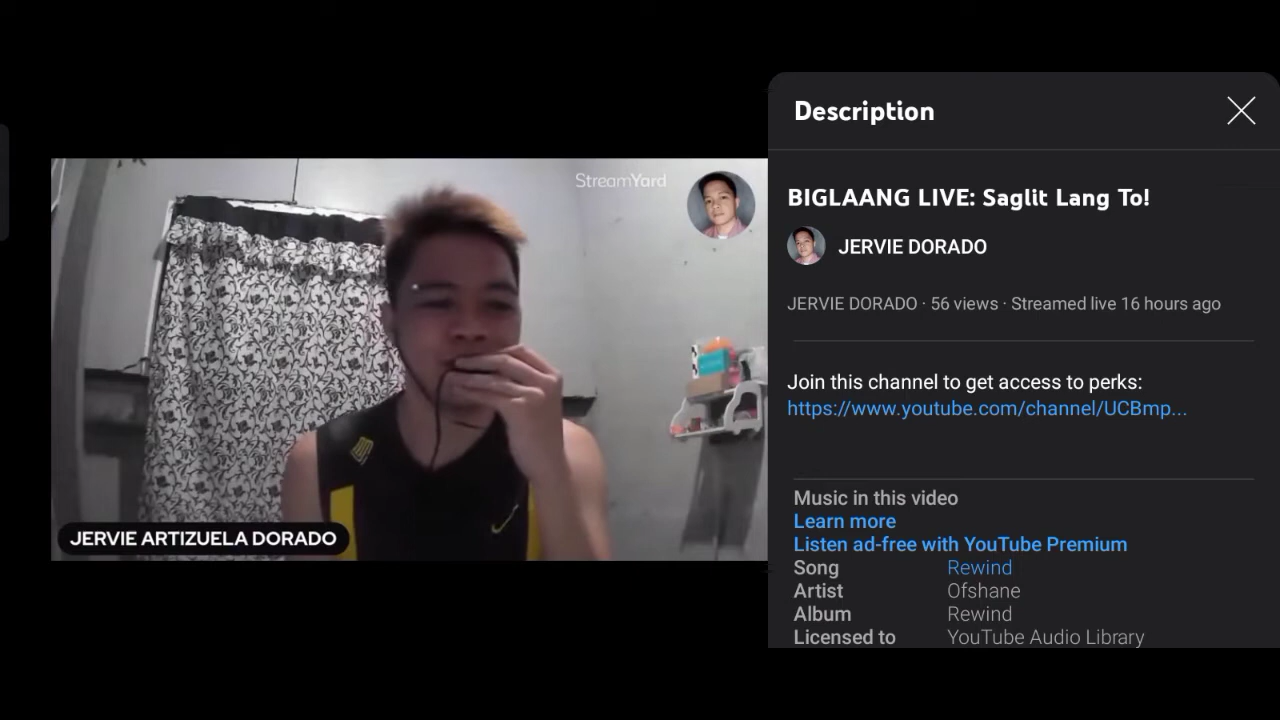 StreamYard
JERVIE ARTIZUELA DORADO
Description
BIGLAANG LIVE: Saglit Lang To!
JERVIE DORADO
JERVIE DORADO · 56 views · Streamed live 16 hours ago
Join this channel to get access to perks:
https://www.youtube.com/channel/UCBmp...
Music in this video
Learn more
Listen ad-free with YouTube Premium
Song Rewind
Artist Ofshane
Album Rewind
Licensed to YouTube Audio Library